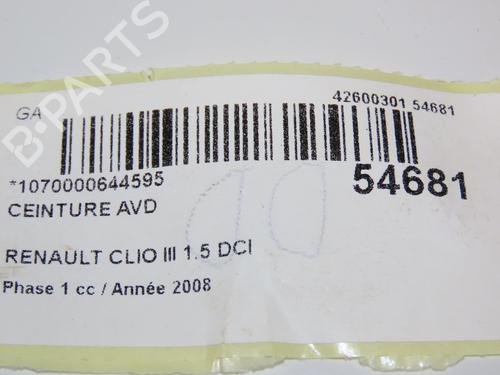 GA
42600301 54681
*1070000644595
54681
CEINTURE AVD
RENAULT CLIO III 1.5 DCI
Phase 1 cc / Année 2008
B-PARTS